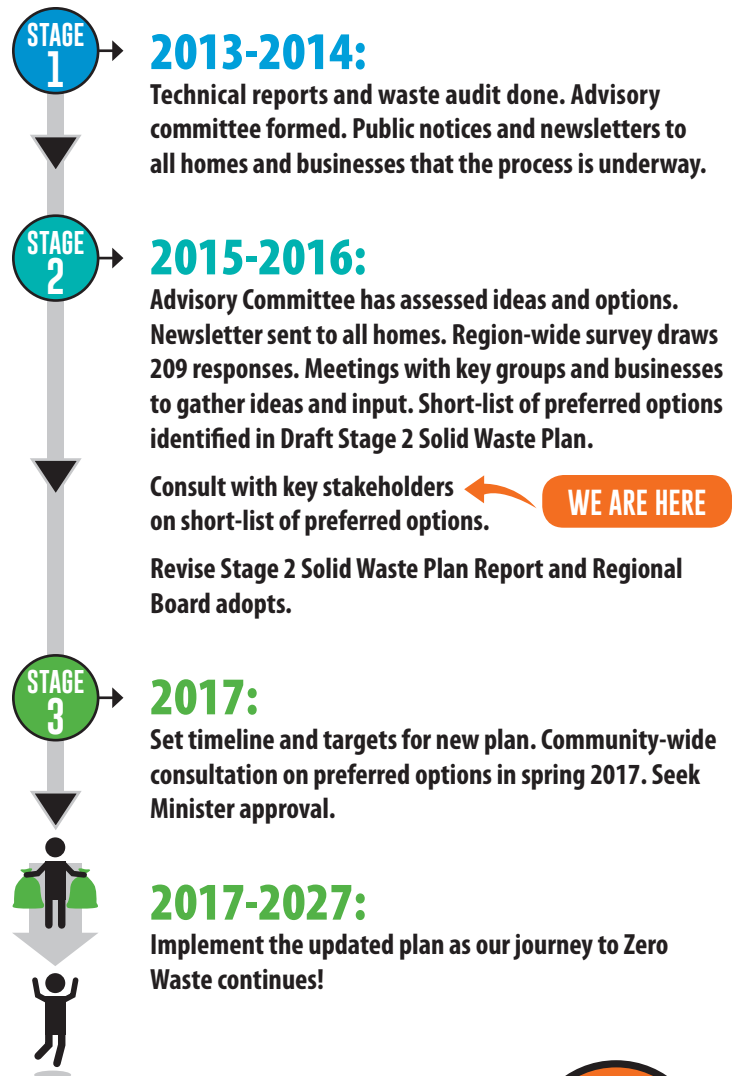 STAGE
1
2013-2014:
Technical reports and waste audit done. Advisory
committee formed. Public notices and newsletters to
all homes and businesses that the process is underway.
STAGE
2
2015-2016:
Advisory Committee has assessed ideas and options.
Newsletter sent to all homes. Region-wide survey draws
209 responses. Meetings with key groups and businesses
to gather ideas and input. Short-list of preferred options
identified in Draft Stage 2 Solid Waste Plan.
Consult with key stakeholders
on short-list of preferred options.
WE ARE HERE
Revise Stage 2 Solid Waste Plan Report and Regional
Board adopts.
STAGE
3
2017:
Set timeline and targets for new plan. Community-wide
consultation on preferred options in spring 2017. Seek
Minister approval.
2017-2027:
Implement the updated plan as our journey to Zero
Waste continues!